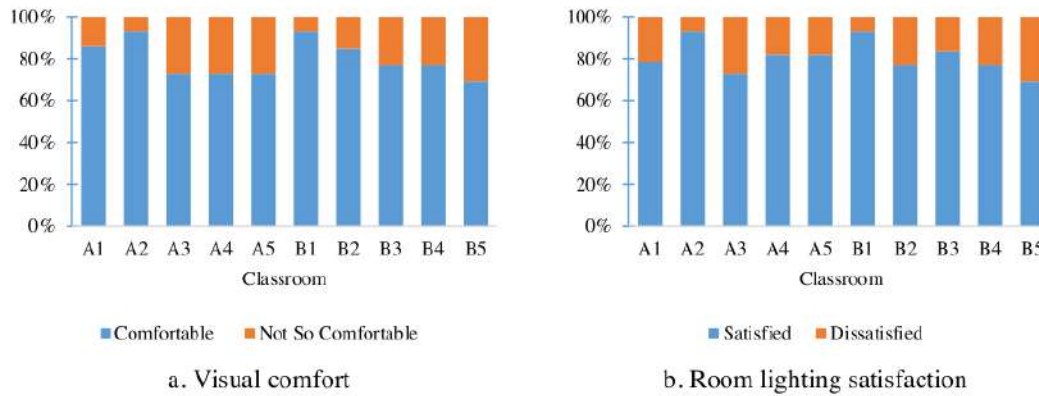 100%
80%
60%
40%
20%
0%
A1 A2 A3 A4 A5 B1 B2 B3 B4 B5
Classroom
Comfortable Not So Comfortable
a. Visual comfort
100%
80%
60%
40%
20%
0%
A1 A2 A3 A4 A5 B1 B2 B3 B4 B5
Classroom
Satisfied Dissatisfied
b. Room lighting satisfaction